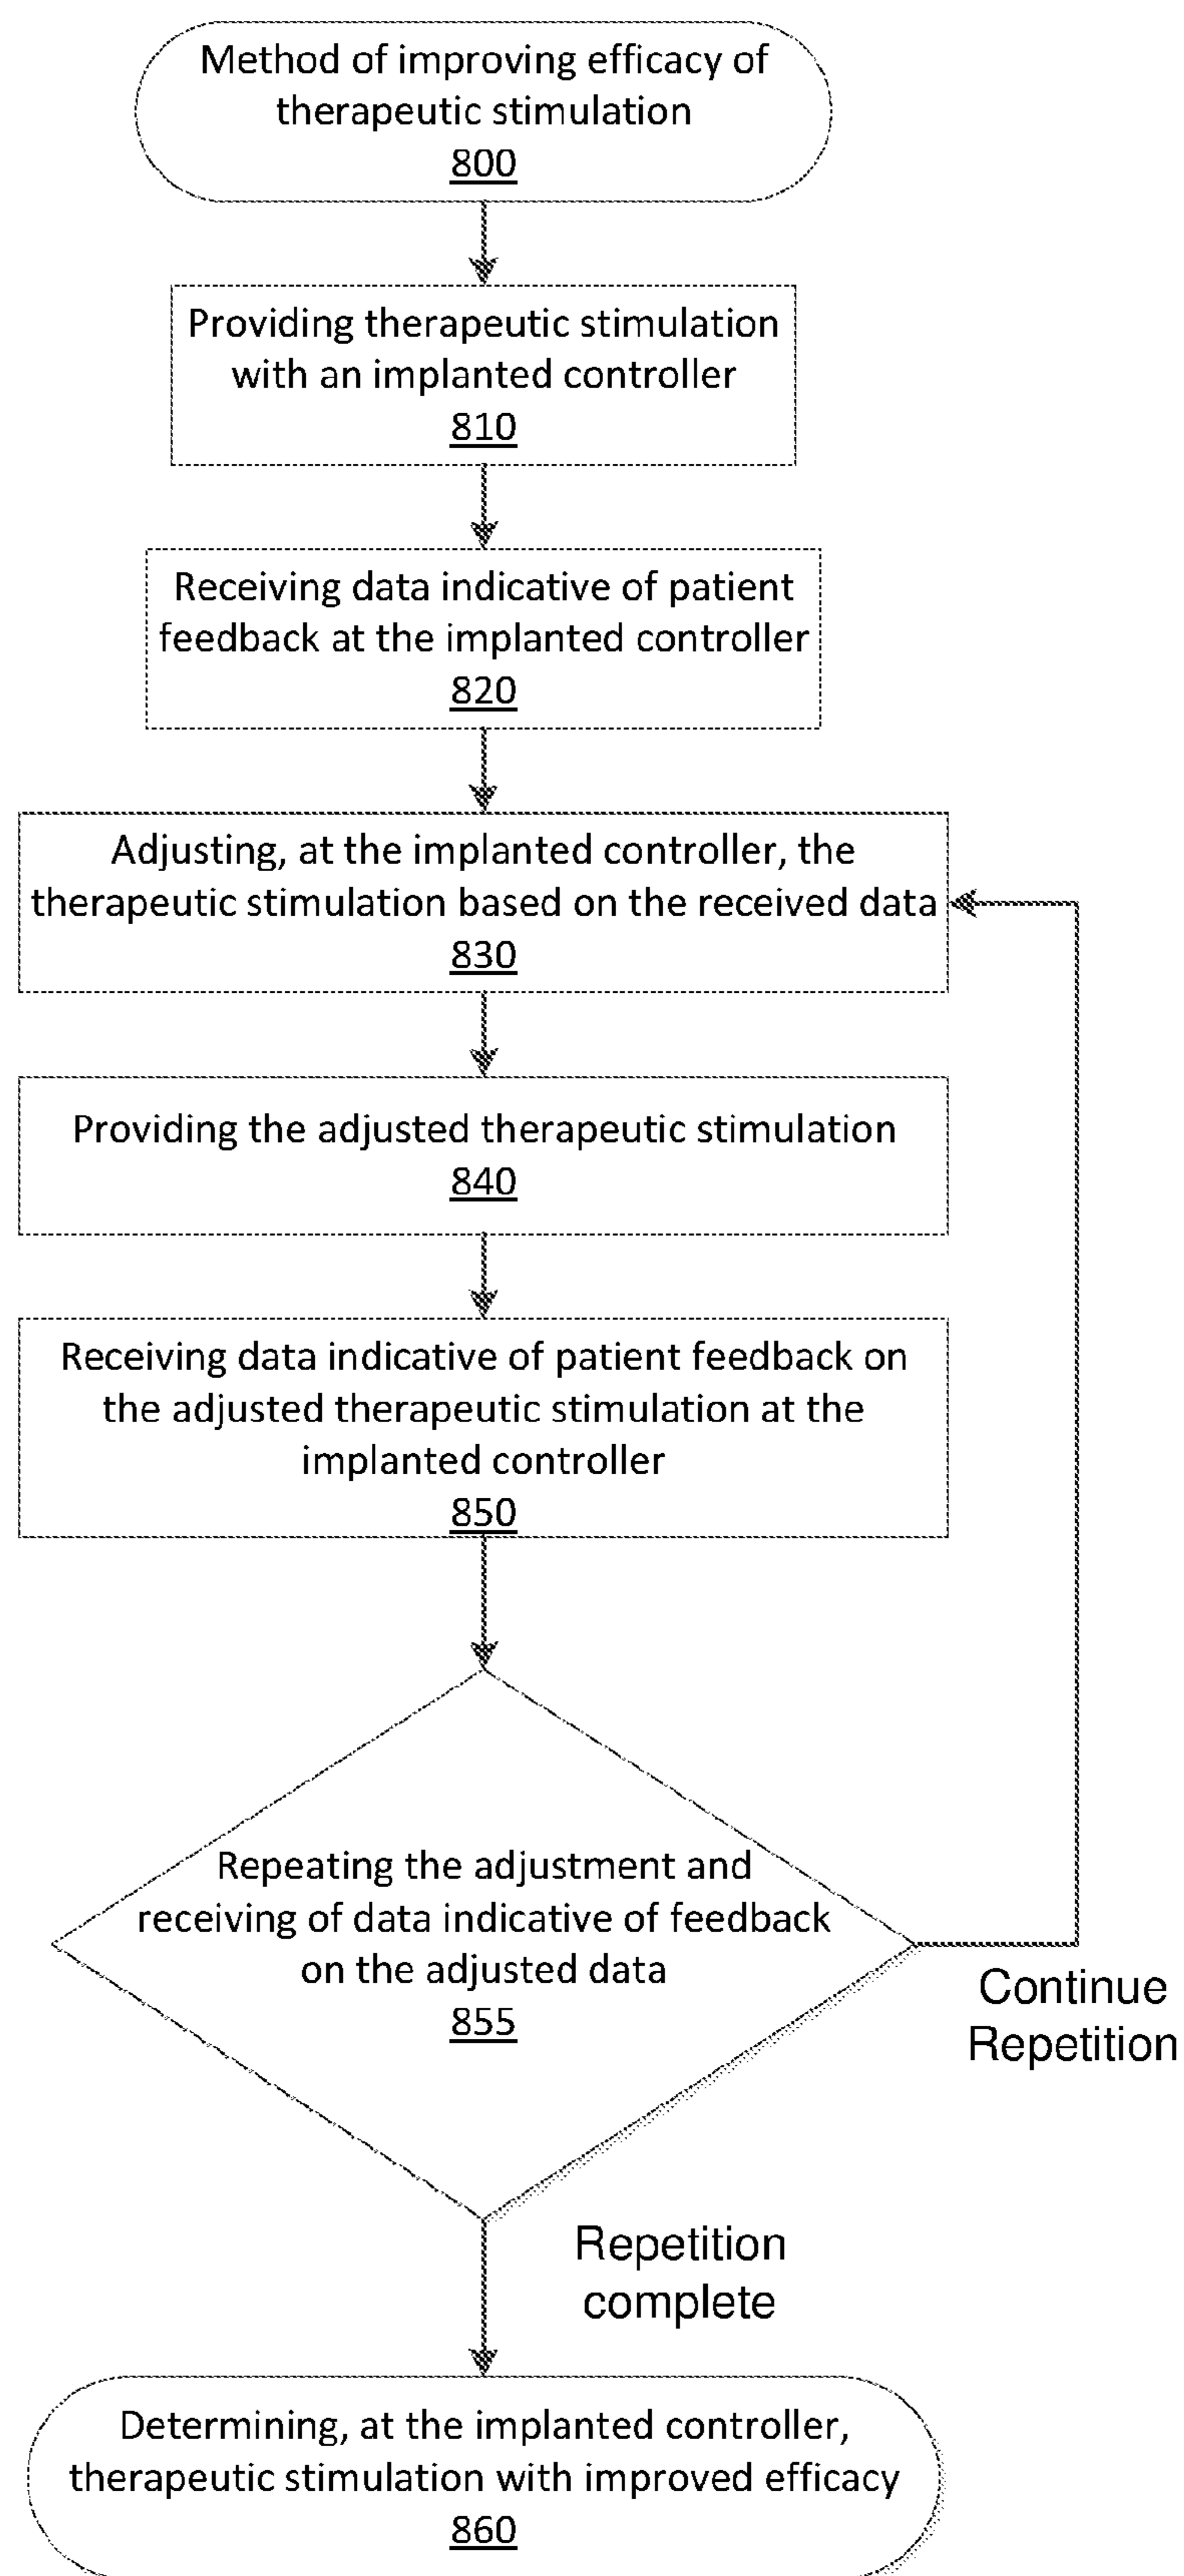 Method of improving efficacy of
therapeutic stimulation
800
Providing therapeutic stimulation
with an implanted controller
810
Receiving data indicative of patient
feedback at the implanted controller
820
Adjusting, at the implanted controller, the
therapeutic stimulation based on the received data
830
Providing the adjusted therapeutic stimulation
840
Receiving data indicative of patient feedback on
the adjusted therapeutic stimulation at the
implanted controller
850
Repeating the adjustment and
receiving of data indicative of feedback
on the adjusted data
855
Continue
Repetition
Repetition
complete
Determining, at the implanted controller,
therapeutic stimulation with improved efficacy
860